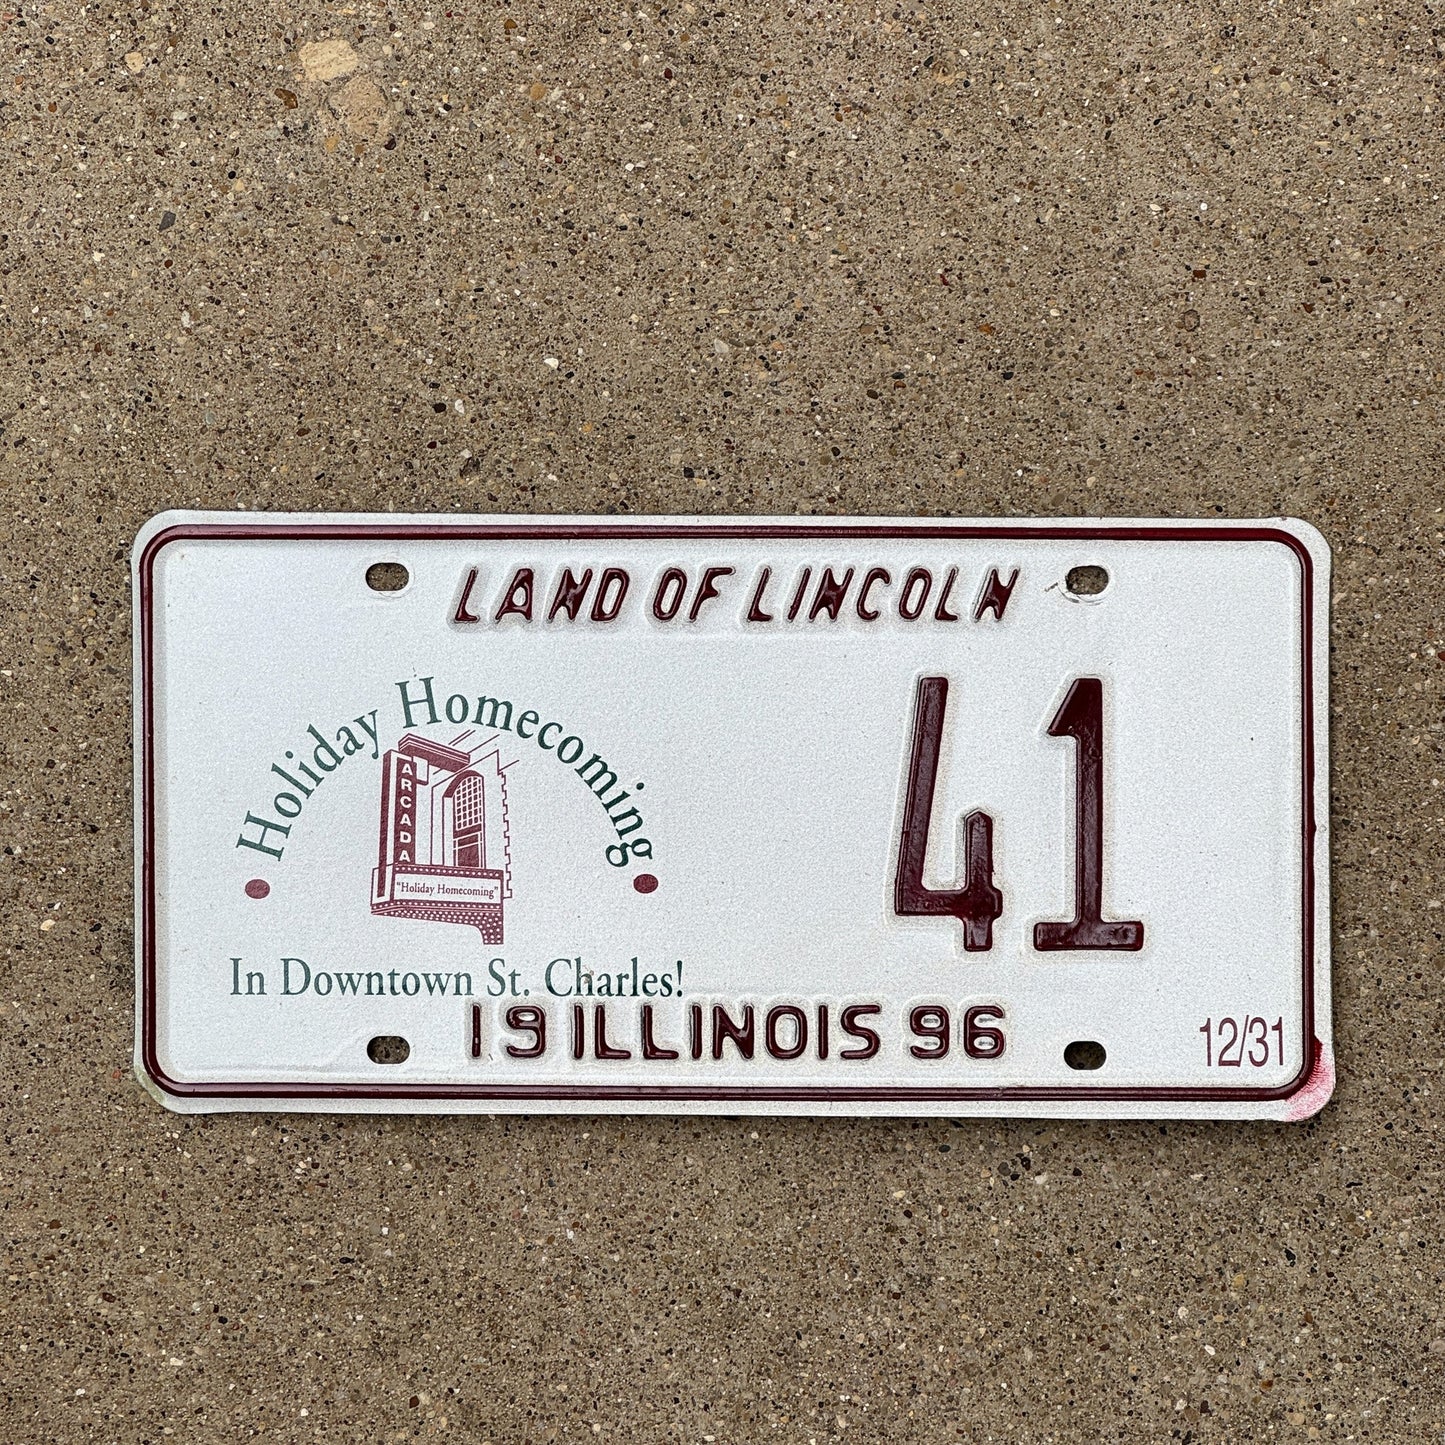 LAND OF LINCOLN
Holiday Homecoming
ARCADA
"Holiday Homecoming"
41
In Downtown St. Charles!
19 ILLINOIS 96
12/31